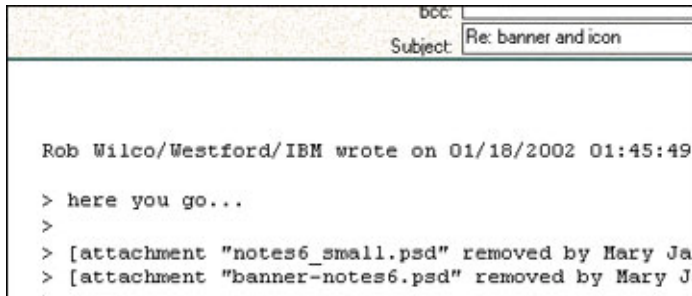 bcc:
Subject: Re: banner and icon
Rob Wilco/Westford/IBM wrote on 01/18/2002 01:45:49
> here you go...
>
> [attachment "notes6_small.psd" removed by Mary Ja
> [attachment "banner-notes6.psd" removed by Mary J